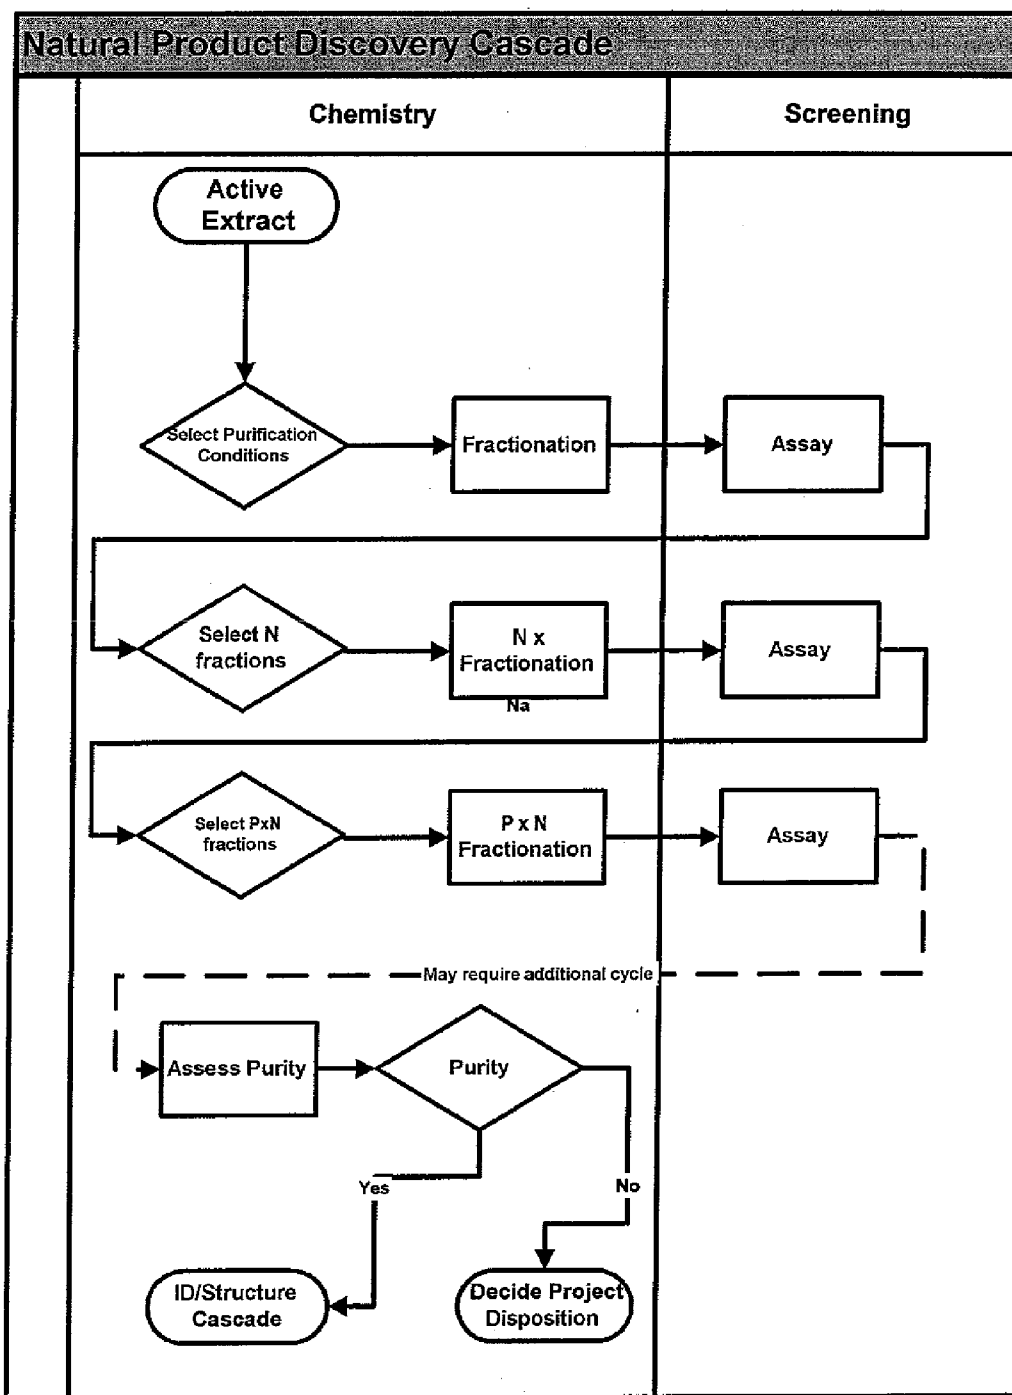 Natural Product Discovery Cascade
Chemistry
Screening
Active
Extract
Select Purification
Conditions
Fractionation
Assay
Select N
fractions
N x
Fractionation
Na
Assay
Select PxN
fractions
P x N
Fractionation
Assay
May require additional cycle
Assess Purity
Purity
Yes
No
ID/Structure
Cascade
Decide Project
Disposition